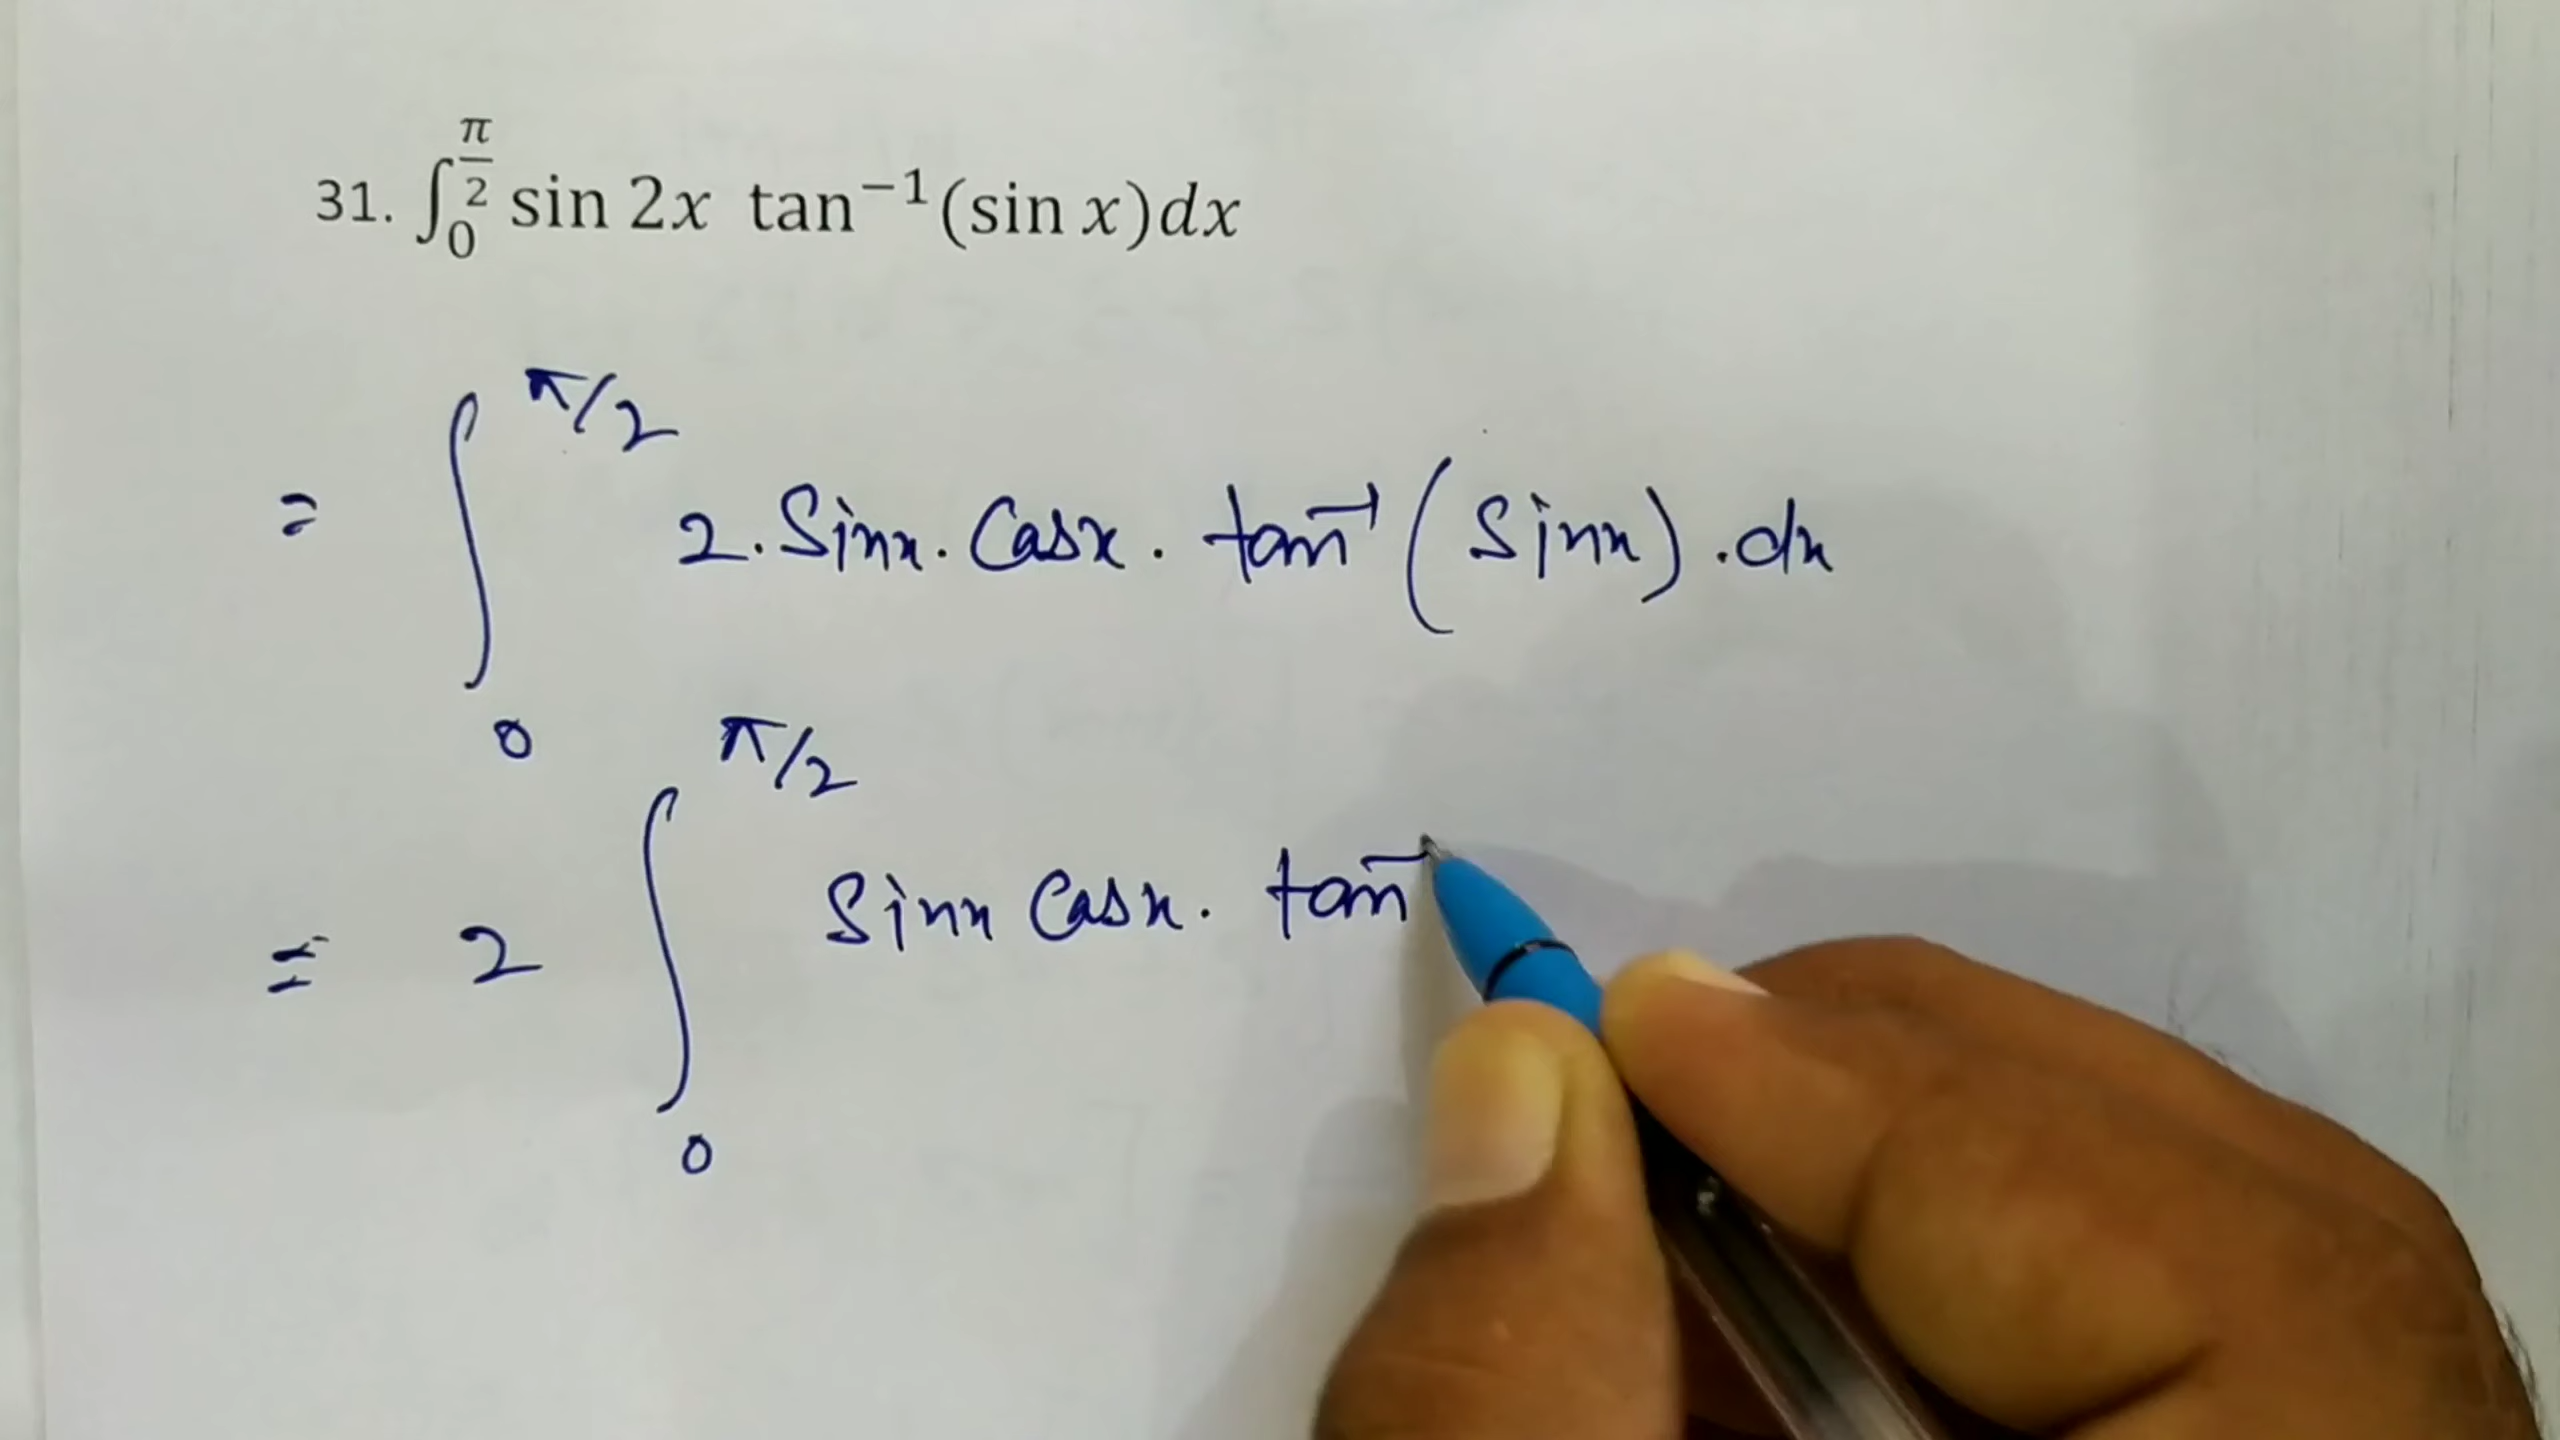 31. ∫₀^(π/2) sin 2x tan⁻¹(sin x)dx
= ∫₀^(π/2) 2. Sinx. Cosx. tan⁻¹ (Sinx) .dx
= 2 ∫₀^(π/2) Sinx Cosx. tan⁻